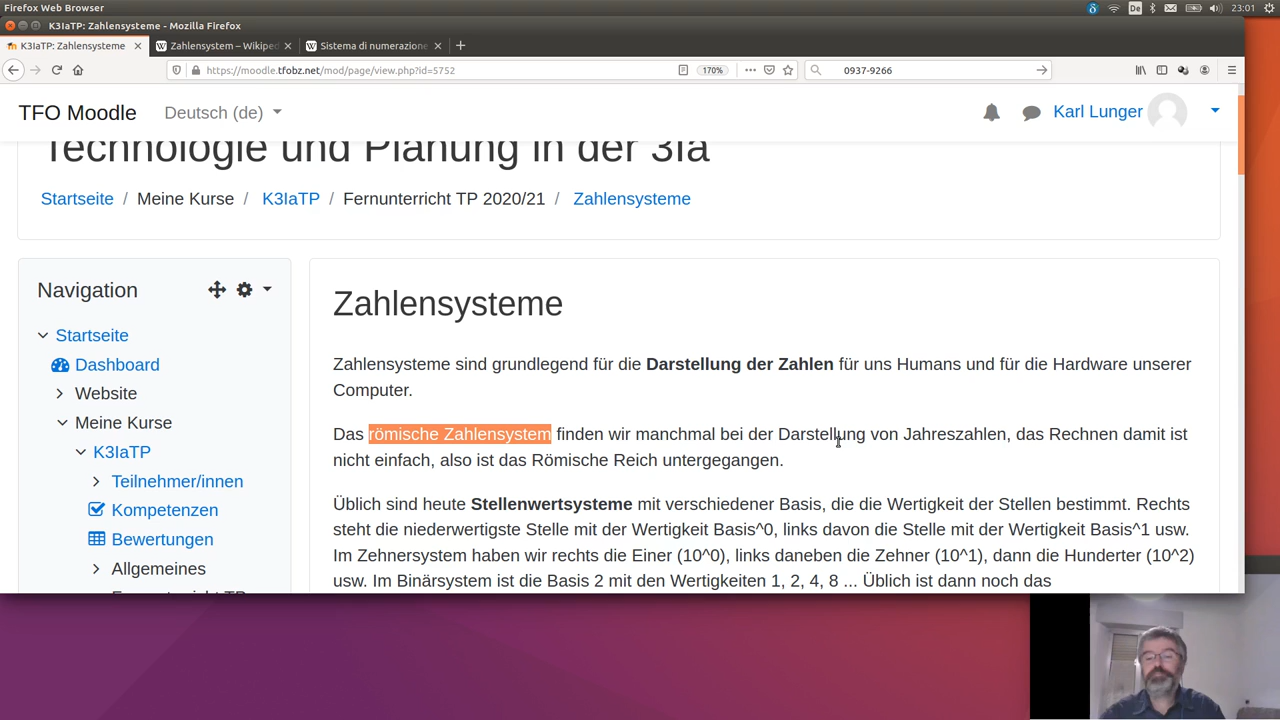 Firefox Web Browser
De
23:01
K3IaTP: Zahlensysteme - Mozilla Firefox
K3IaTP: Zahlensysteme
Zahlensystem – Wikiped
Sistema di numerazione
https://moodle.tfobz.net/mod/page/view.php?id=5752
170%
0937-9266
TFO Moodle
Deutsch (de)
Karl Lunger
Technologie und Planung in der 3Ia
Startseite / Meine Kurse / K3IaTP / Fernunterricht TP 2020/21 / Zahlensysteme
Navigation
Startseite
Dashboard
Website
Meine Kurse
K3IaTP
Teilnehmer/innen
Kompetenzen
Bewertungen
Allgemeines
Fernunterricht TP
Zahlensysteme
Zahlensysteme sind grundlegend für die Darstellung der Zahlen für uns Humans und für die Hardware unserer
Computer.
Das römische Zahlensystem finden wir manchmal bei der Darstellung von Jahreszahlen, das Rechnen damit ist
nicht einfach, also ist das Römische Reich untergegangen.
Üblich sind heute Stellenwertsysteme mit verschiedener Basis, die die Wertigkeit der Stellen bestimmt. Rechts
steht die niederwertigste Stelle mit der Wertigkeit Basis^0, links davon die Stelle mit der Wertigkeit Basis^1 usw.
Im Zehnersystem haben wir rechts die Einer (10^0), links daneben die Zehner (10^1), dann die Hunderter (10^2)
usw. Im Binärsystem ist die Basis 2 mit den Wertigkeiten 1, 2, 4, 8 ... Üblich ist dann noch das